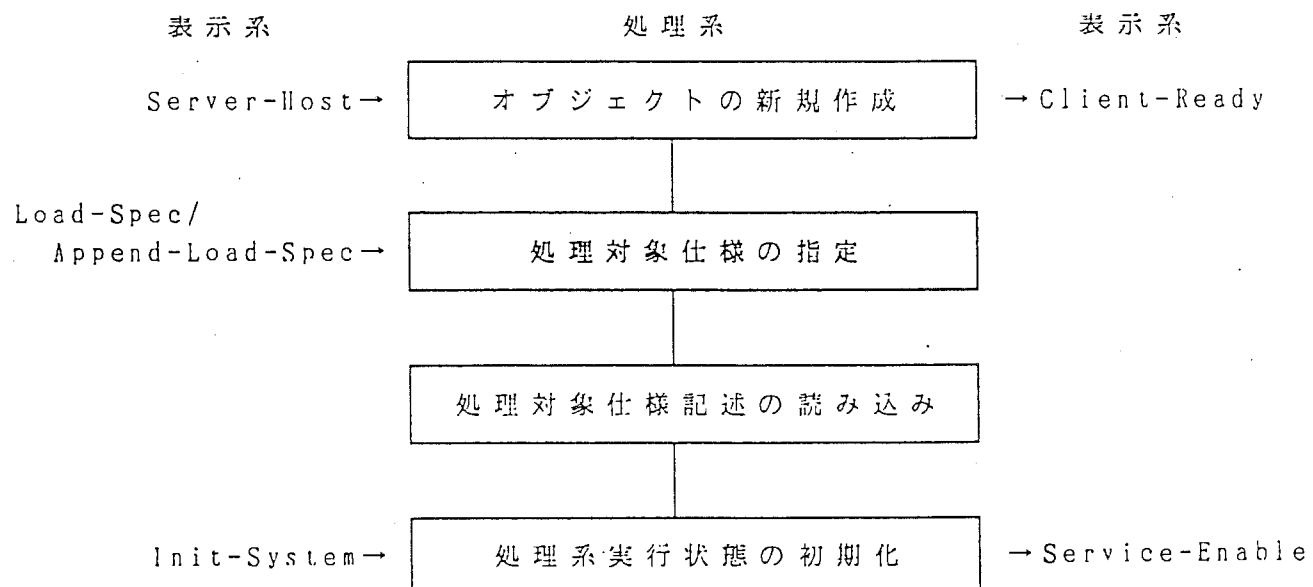 表示系 処理系 表示系
Server-Host→ オブジェクトの新規作成 →Client-Ready
Load-Spec/
Append-Load-Spec→ 処理対象仕様の指定
処理対象仕様記述の読み込み
Init-System→ 処理系実行状態の初期化 →Service-Enable